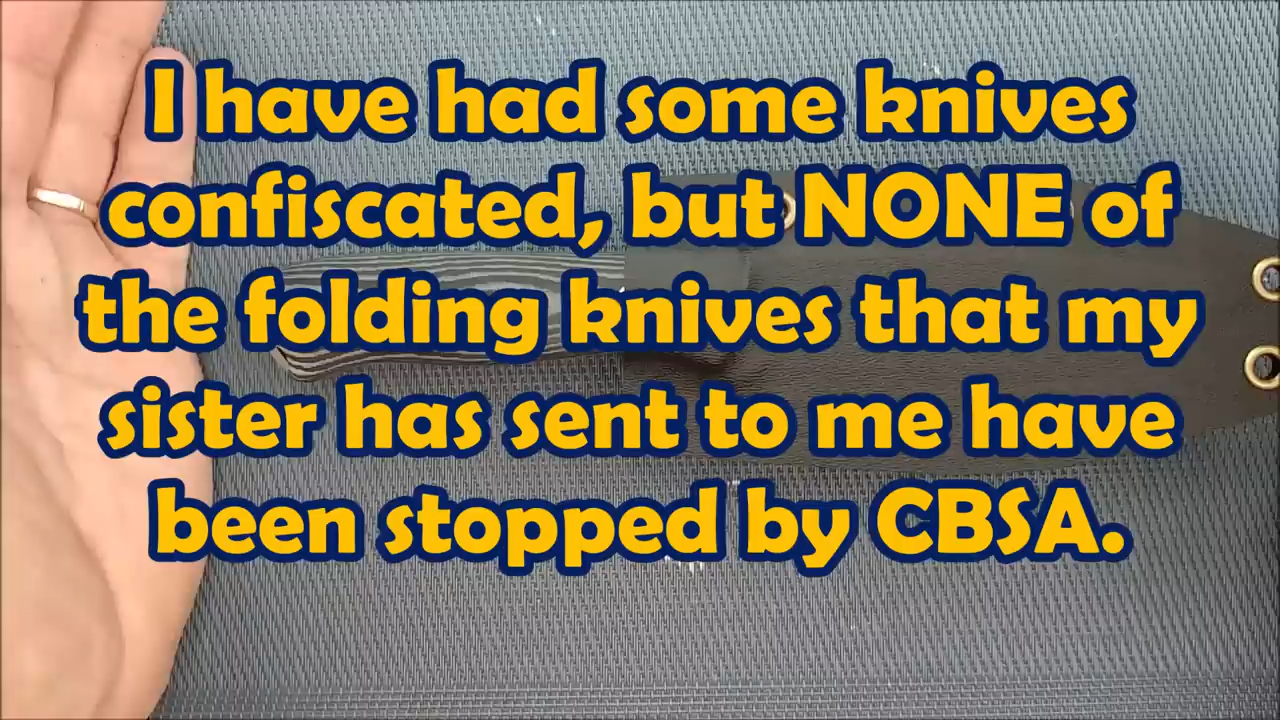 I have had some knives
confiscated, but NONE of
the folding knives that my
sister has sent to me have
been stopped by CBSA.